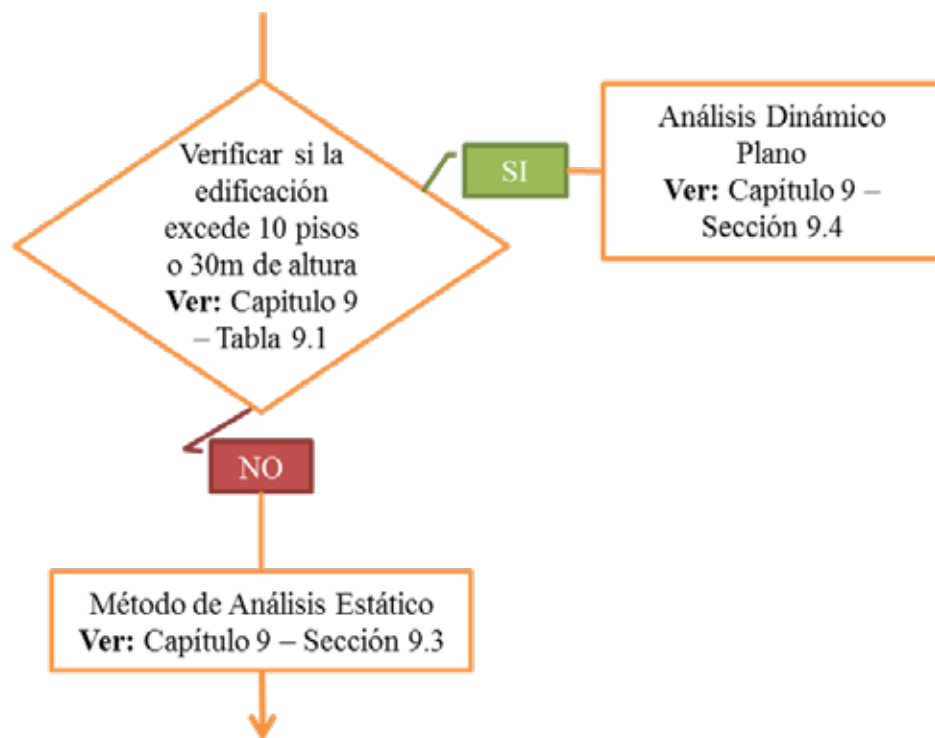 Verificar si la
edificación
excede 10 pisos
o 30m de altura
Ver: Capitulo 9
– Tabla 9.1
SI
Análisis Dinámico
Plano
Ver: Capítulo 9 –
Sección 9.4
NO
Método de Análisis Estático
Ver: Capítulo 9 – Sección 9.3